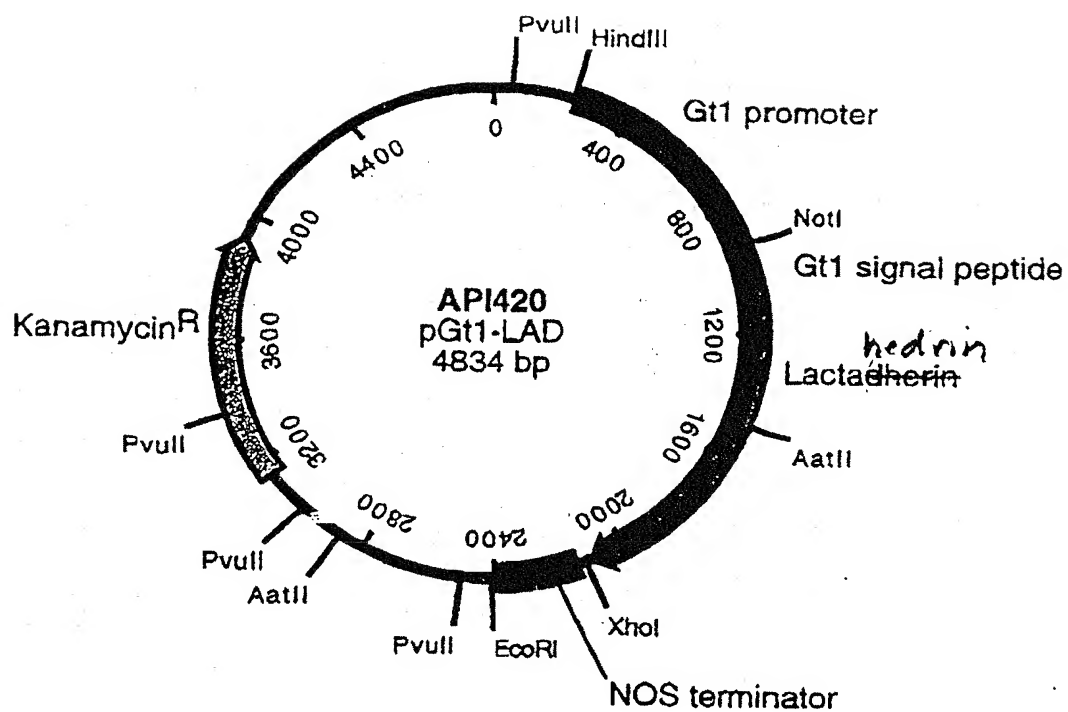 PvuII
HindIII
Gt1 promoter
0
400
4400
NotI
800
4000
Gt1 signal peptide
API420
pGt1-LAD
4834 bp
KanamycinR
3600
1200
hedrin
Lactadherin
PvuII
3200
1600
AatII
2800
2400
2000
PvuII
AatII
PvuII
EcoRI
XhoI
NOS terminator